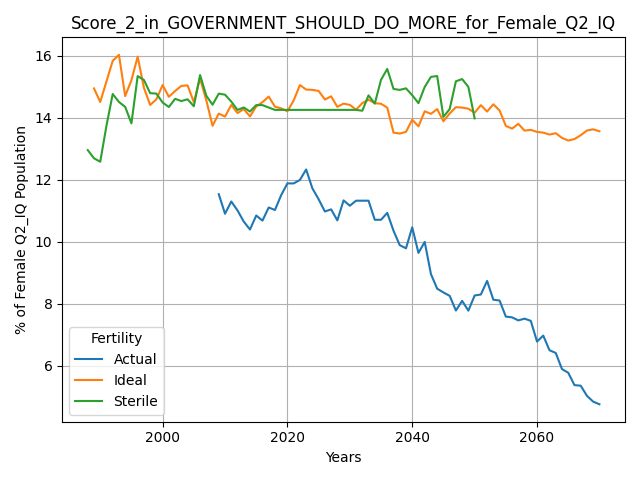 Score_2_in_GOVERNMENT_SHOULD_DO_MORE_for_Female_Q2_IQ
% of Female Q2_IQ Population
16
14
12
10
8
6
Fertility
Actual
Ideal
Sterile
2000 2020 2040 2060
Years